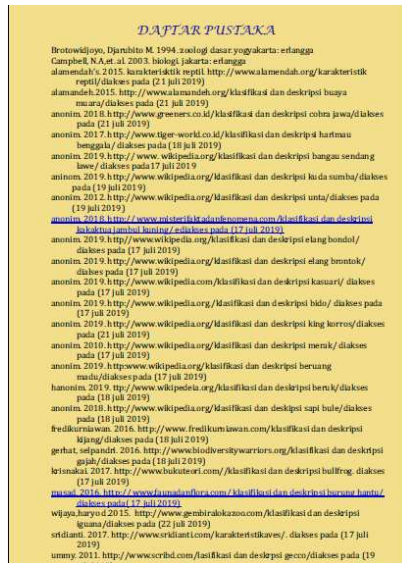 DAFTAR PUSTAKA
Brotowidjoyo, Djarubito M. 1994. zoologi dasar. yogyakarta: erlangga
Campbell, N.A,et. al. 2003. biologi. jakarta: erlangga
alamendah's. 2015. karakterisktik reptil. http://www.alamendah.org/karakteristik
reptil/diakses pada (21 juli 2019)
alamandeh.2015. http://www.alamandeh.org/klasifikasi dan deskripsi buaya
muara/ diakses pada (21 juli 2019)
anonim. 2018.http://www.greeners.co.id/klasifikasi dan deskripsi cobra jawa/diakses
pada (21 juli 2019)
anonim. 2017.http://www.tiger-world.co.id/klasifikasi dan deskripsi harimau
benggala/ diakses pada (18 juli 2019)
anonim. 2019.http:// www. wikipedia.org/klasifikasi dan deskripsi bangau sendang
lawe/ diakses pada17 juli 2019
aninom. 2019.http://www.wikipedia.org/klasifikasi dan deskripsi kuda sumba/diakses
pada (19 juli 2019)
anonim. 2012.http://www.wikipedia.org/klasifikasi dan deskripsi unta/diakses pada
(19 juli 2019)
anonim. 2018.http://www.misterifaktadanfenomena.com/klasifikasi dan deskripsi
kakaktua jambul kuning/ ediakses pada (17 juli 2019)
anonim. 2019.http//www.wikipedia.org/klasifikasi dan deskripsi elang bondol/
diakses pada (17 juli 2019)
anonim. 2019.http://www.wikipedia.org/klasifikasi dan deskripsi elang brontok/
diakses pada (17 juli 2019)
anonim. 2019.http://www.wikipedia.com/klasifikasi dan deskripsi kasuari/ diakses
pada (17 juli 2019)
anonim. 2019.http://www.wikipedia.org./klasifikasi dan deskripsi bido/ diakses pada
(17 juli 2019)
anonim. 2019.http://www.wikipedia.org/klasifikasi dan deskripsi king korros/diakses
pada (21 juli 2019)
anonim. 2010. http://www.wikipedia.org/klasifikasi dan deskripsi merak/ diakses
pada (17 juli 2019)
anonim. 2019.http:www.wikipedia.org/klasifikasi dan deskripsi beruang
madu/diakses pada (17 juli 2019)
hanonim. 2019. ttp://www.wikipedeia.org/klasifikasi dan deskripsi beruk/diakses
pada (18 juli 2019)
anonim. 2018. http://www.wikipedia.org/klasifikasi dan deskipsi sapi bule/diakses
pada (18 juli 2019)
fredikurniawan. 2016. http://www.fredikurniawan.com/klasifikasi dan deskripsi
kijang/diakses pada (18 juli 2019)
gerhat, selpandri. 2016. http://www.biodiversitywarriors.org/klasifikasi dan deskripsi
gajah/diakses pada (18 juli 2019)
krisnakai. 2017. http://www.bukuteori.com//klasifikasi dan deskripsi bullfrog. diakses
(17 juli 2019)
masad. 2016. http://www.faunadanflora.com/klasifikasi dan deskripsi burung hantu/
diakses pada( 17 juli 2019)
wijaya,haryo d.2015. http://www.gembiralokazoo.com/klasifikasi dan deskripsi
iguana/diakses pada (22 juli 2019)
sridianti. 2017. http://www.sridianti.com/karakteristikaves/. diakses pada (17 juli
2019)
ummy. 2011. http://www.scribd.com/lasifikasi dan deskrpsi gecco/diakses pada (19